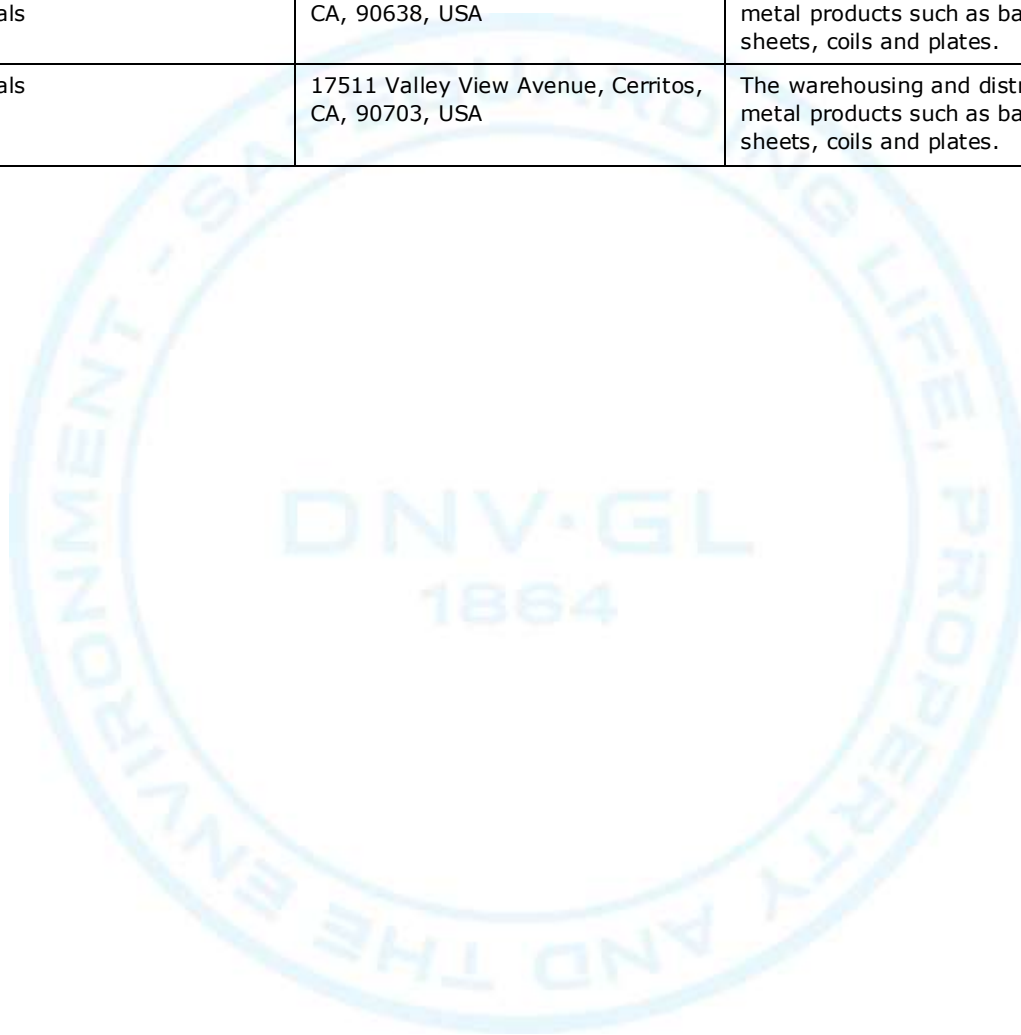 als
CA, 90638, USA
metal products such as ba
sheets, coils and plates.
als
17511 Valley View Avenue, Cerritos,
CA, 90703, USA
The warehousing and distr
metal products such as ba
sheets, coils and plates.
SAFEGUARDING LIFE, PROPERTY AND THE ENVIRONMENT -
DNV·GL
1864